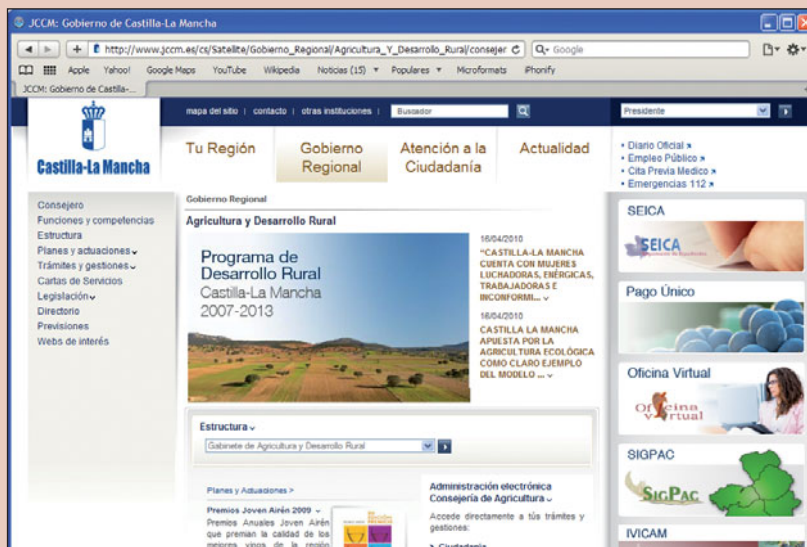 JCCM: Gobierno de Castilla-La Mancha
http://www.jccm.es/cs/Satellite/Gobierno_Regional/Agricultura_Y_Desarrollo_Rural/consejer
Google
Apple Yahoo! Google Maps YouTube Wikipedia Noticias (15) Populares Microformats iPhonify
JCCM: Gobierno de Castilla-...
mapa del sitio | contacto | otras instituciones | Buscador
Presidente
Castilla-La Mancha
Tu Región
Gobierno
Regional
Atención a la
Ciudadanía
Actualidad
• Diario Oficial
• Empleo Público
• Cita Previa Medico
• Emergencias 112
Consejero
Funciones y competencias
Estructura
Planes y actuaciones
Trámites y gestiones
Cartas de Servicios
Legislación
Directorio
Previsiones
Webs de interés
Gobierno Regional
Agricultura y Desarrollo Rural
Programa de
Desarrollo Rural
Castilla-La Mancha
2007-2013
16/04/2010
"CASTILLA-LA MANCHA
CUENTA CON MUJERES
LUCHADORAS, ENÉRGICAS,
TRABAJADORAS E
INCONFORMI...
16/04/2010
CASTILLA LA MANCHA
APUESTA POR LA
AGRICULTURA ECOLÓGICA
COMO CLARO EJEMPLO
DEL MODELO ...
Estructura
Gabinete de Agricultura y Desarrollo Rural
Planes y Actuaciones >
Premios Joven Airén 2009
Premios Anuales Joven Airén
que premian la calidad de los
mejores vinos de la región
Administración electrónica
Consejería de Agricultura
Accede directamente a tús trámites y
gestiones:
Ciudadanía
SEICA
SEICA
Pago Único
Oficina Virtual
Oficina
virtual
SIGPAC
SIGPAC
IVICAM